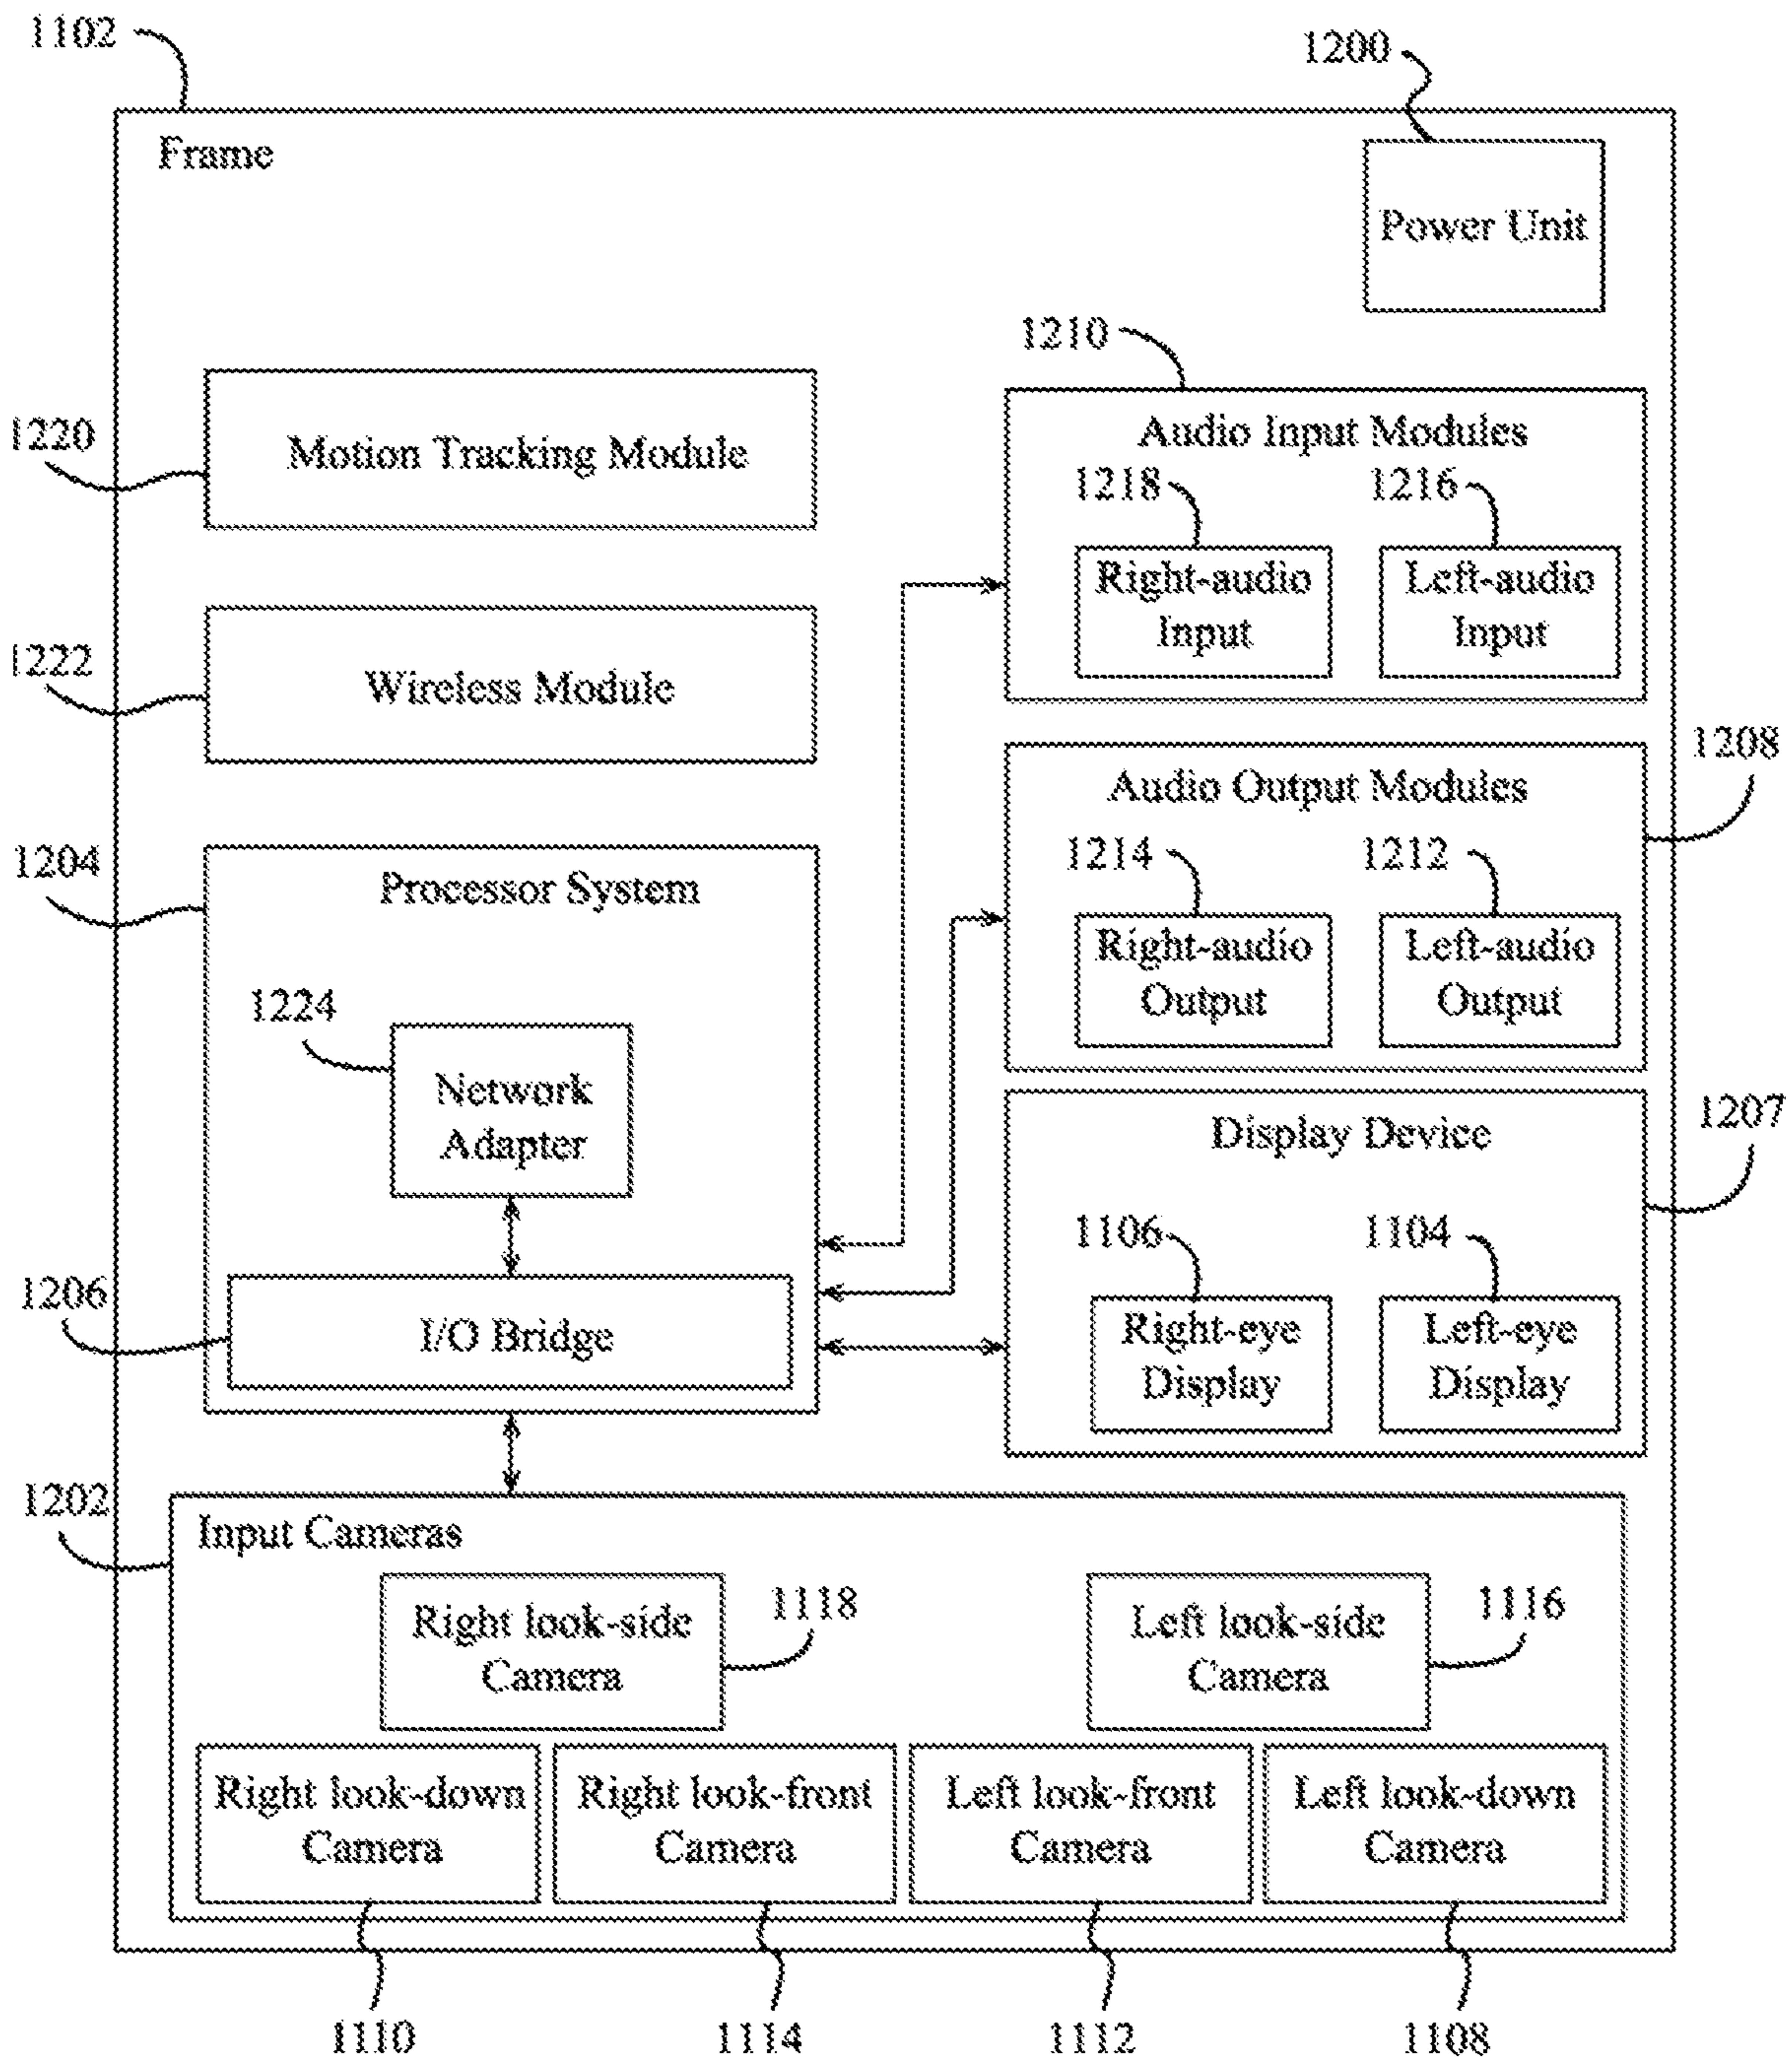 1102
1200
Frame
Power Unit
1210
1220
Motion Tracking Module
Audio Input Modules
1218
1216
Right-audio
Input
Left-audio
Input
1222
Wireless Module
1208
Audio Output Modules
1214
1212
Right-audio
Output
Left-audio
Output
1204
Processor System
1224
Network
Adapter
1207
Display Device
1106
1104
Right-eye
Display
Left-eye
Display
1206
I/O Bridge
1202
Input Cameras
Right look-side
Camera
1118
Left look-side
Camera
1116
Right look-down
Camera
Right look-front
Camera
Left look-front
Camera
Left look-down
Camera
1110
1114
1112
1108